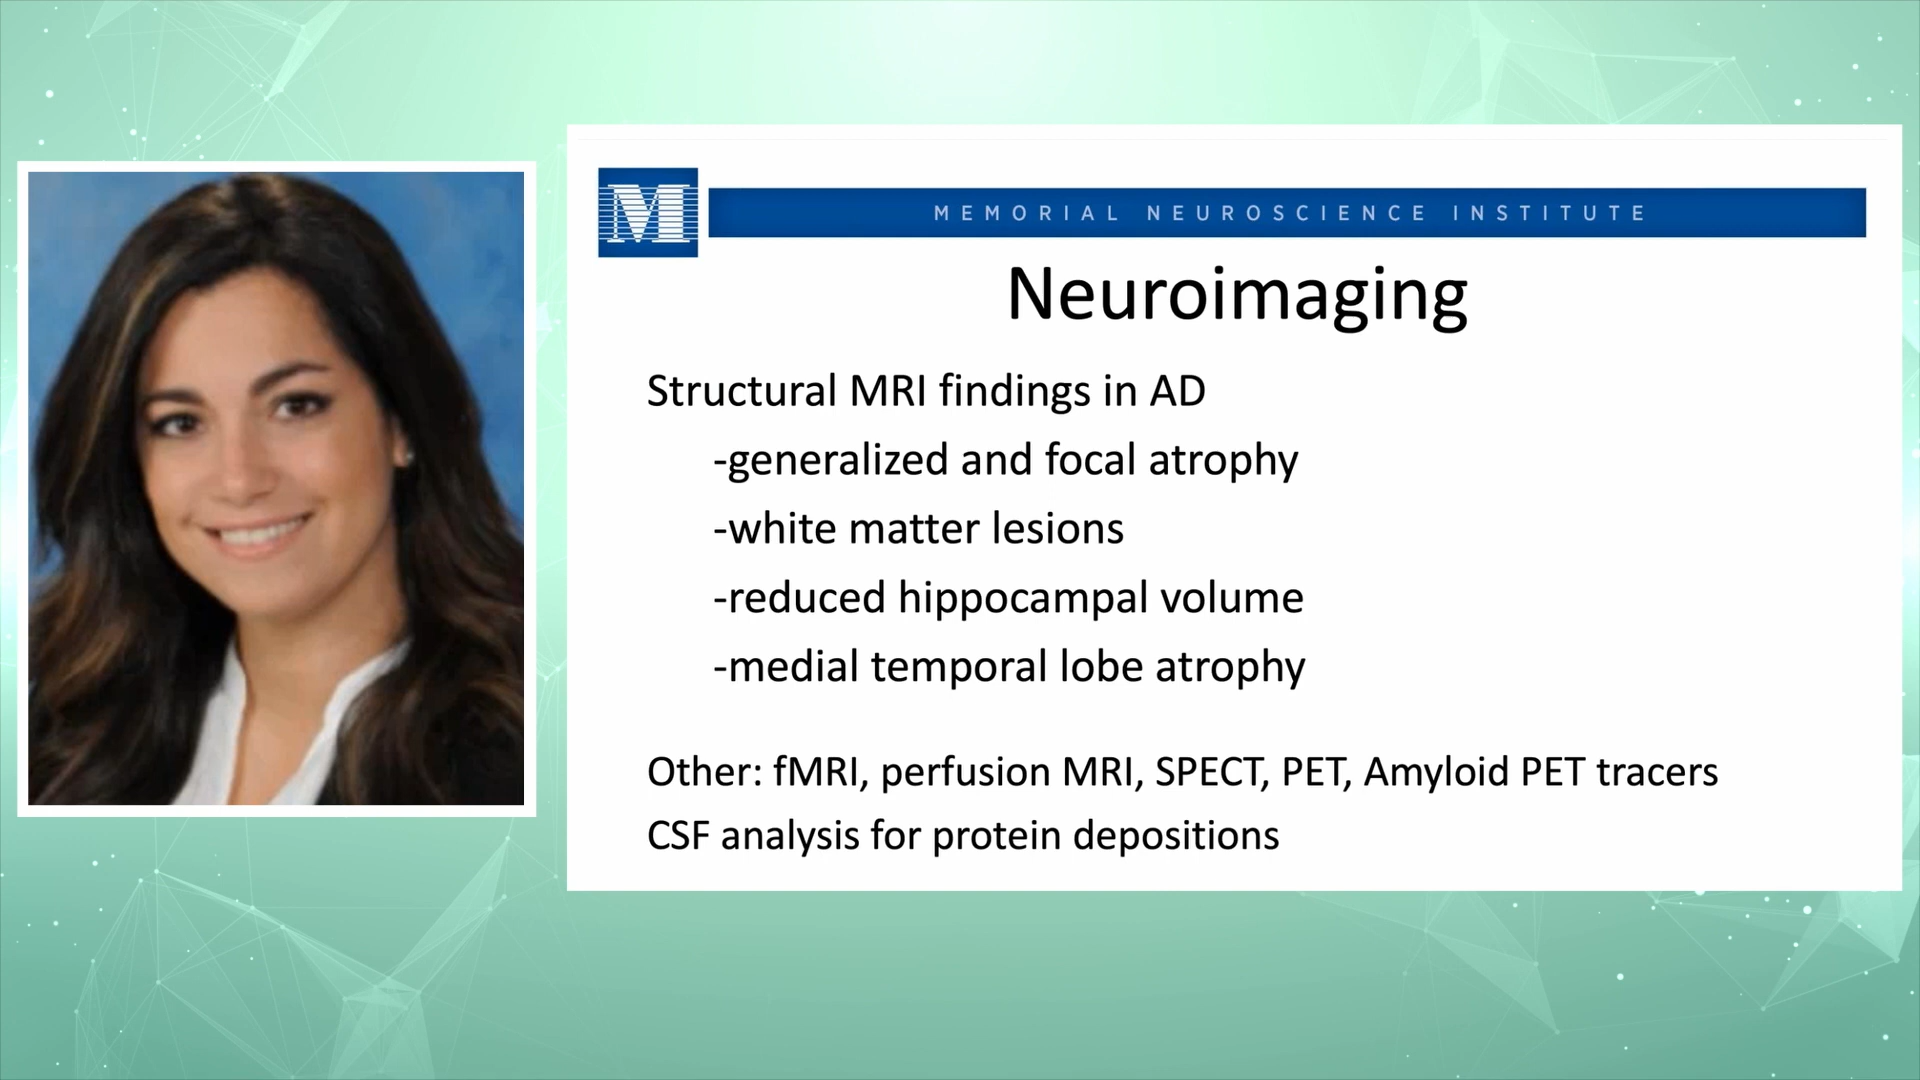 M
MEMORIAL NEUROSCIENCE INSTITUTE
Neuroimaging
Structural MRI findings in AD
-generalized and focal atrophy
-white matter lesions
-reduced hippocampal volume
-medial temporal lobe atrophy
Other: fMRI, perfusion MRI, SPECT, PET, Amyloid PET tracers
CSF analysis for protein depositions